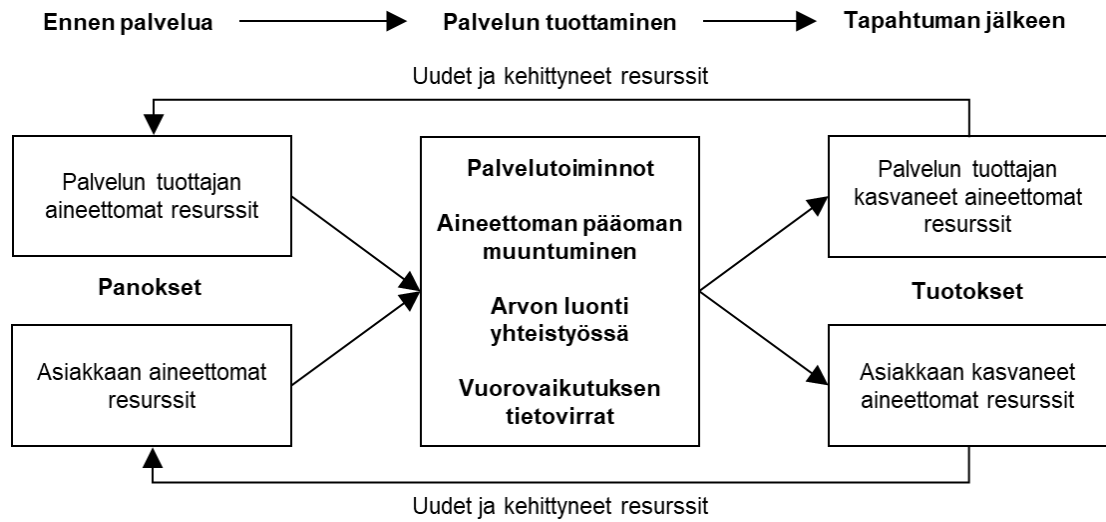 Ennen palvelua
Palvelun tuottaminen
Tapahtuman jälkeen
Uudet ja kehittyneet resurssit
Palvelun tuottajan
aineettomat resurssit
Panokset
Asiakkaan aineettomat
resurssit
Palvelutoiminnot
Aineettoman pääoman
muuntuminen
Arvon luonti
yhteistyössä
Vuorovaikutuksen
tietovirrat
Palvelun tuottajan
kasvaneet aineettomat
resurssit
Tuotokset
Asiakkaan kasvaneet
aineettomat resurssit
Uudet ja kehittyneet resurssit